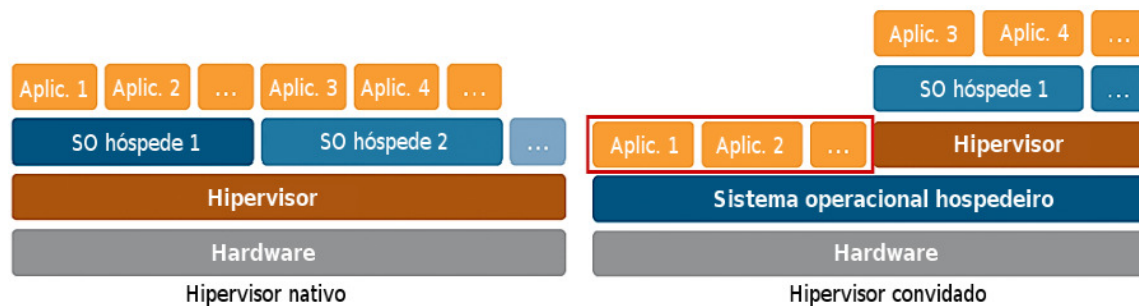 Aplic. 3 Aplic. 4 ...
Aplic. 1 Aplic. 2 ... Aplic. 3 Aplic. 4 ...
SO hóspede 1 ...
SO hóspede 1 SO hóspede 2 ...
Aplic. 1 Aplic. 2 ... Hipervisor
Hipervisor
Sistema operacional hospedeiro
Hardware
Hardware
Hipervisor nativo
Hipervisor convidado